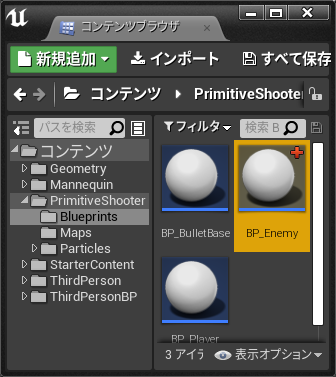 コンテンツブラウザ
新規追加 インポート すべて保存
コンテンツ PrimitiveShooter
パスを検索 フィルタ 検索 B
コンテンツ
Geometry
Mannequin
PrimitiveShooter
Blueprints
Maps
Particles
StarterContent
ThirdPerson
ThirdPersonBP
BP_BulletBase BP_Enemy
BP_Player
3 アイテ 表示オプション